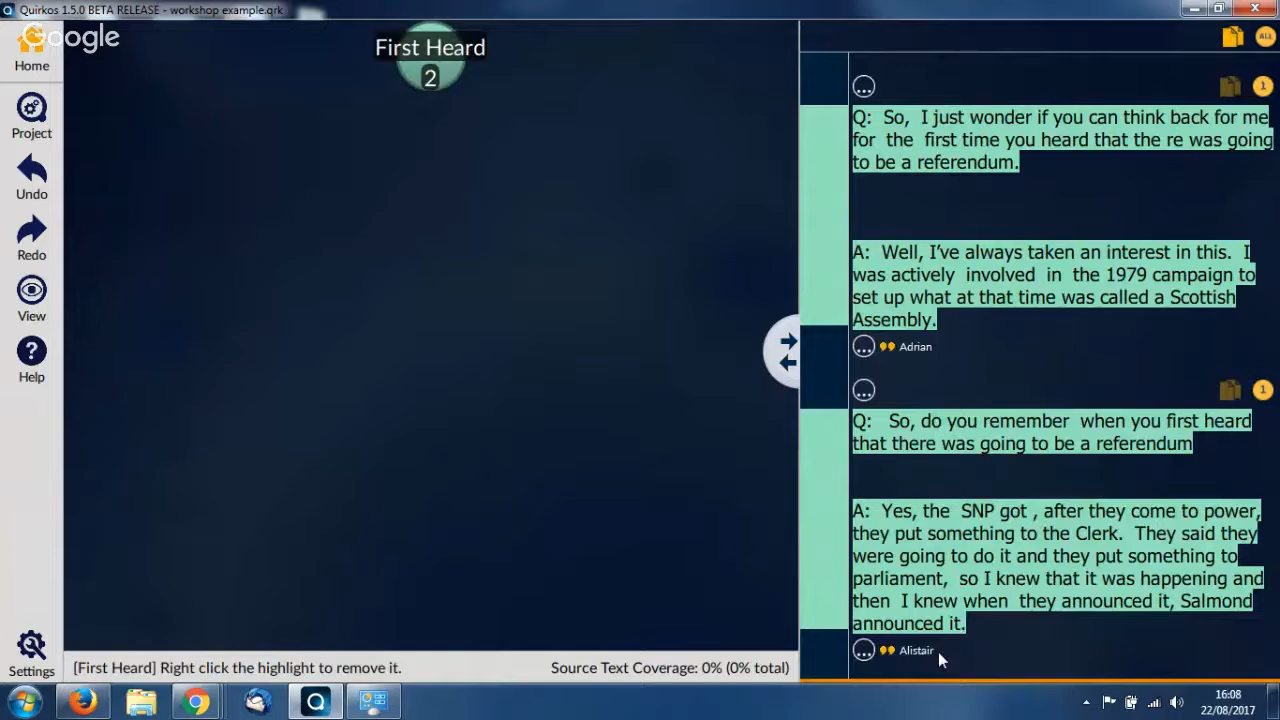 Quirkos 1.5.0 BETA RELEASE - workshop example.qrk
Google
Home
Project
Undo
Redo
View
Help
Settings
First Heard
2
ALL
1
Q: So, I just wonder if you can think back for me
for the first time you heard that the re was going
to be a referendum.
A: Well, I’ve always taken an interest in this. I
was actively involved in the 1979 campaign to
set up what at that time was called a Scottish
Assembly.
Adrian
1
Q: So, do you remember when you first heard
that there was going to be a referendum
A: Yes, the SNP got , after they come to power,
they put something to the Clerk. They said they
were going to do it and they put something to
parliament, so I knew that it was happening and
then I knew when they announced it, Salmond
announced it.
Alistair
[First Heard] Right click the highlight to remove it.
Source Text Coverage: 0% (0% total)
16:08
22/08/2017